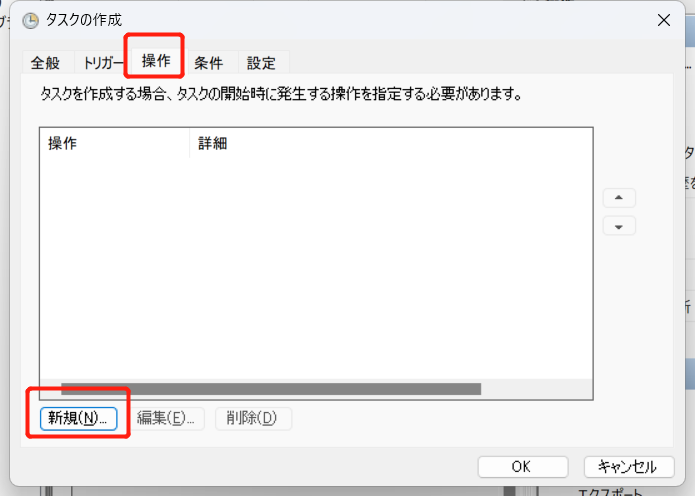 タスクの作成
全般 トリガー 操作 条件 設定
タスクを作成する場合、タスクの開始時に発生する操作を指定する必要があります。
操作 詳細
新規(N)... 編集(E)... 削除(D)
OK キャンセル
エクスポート